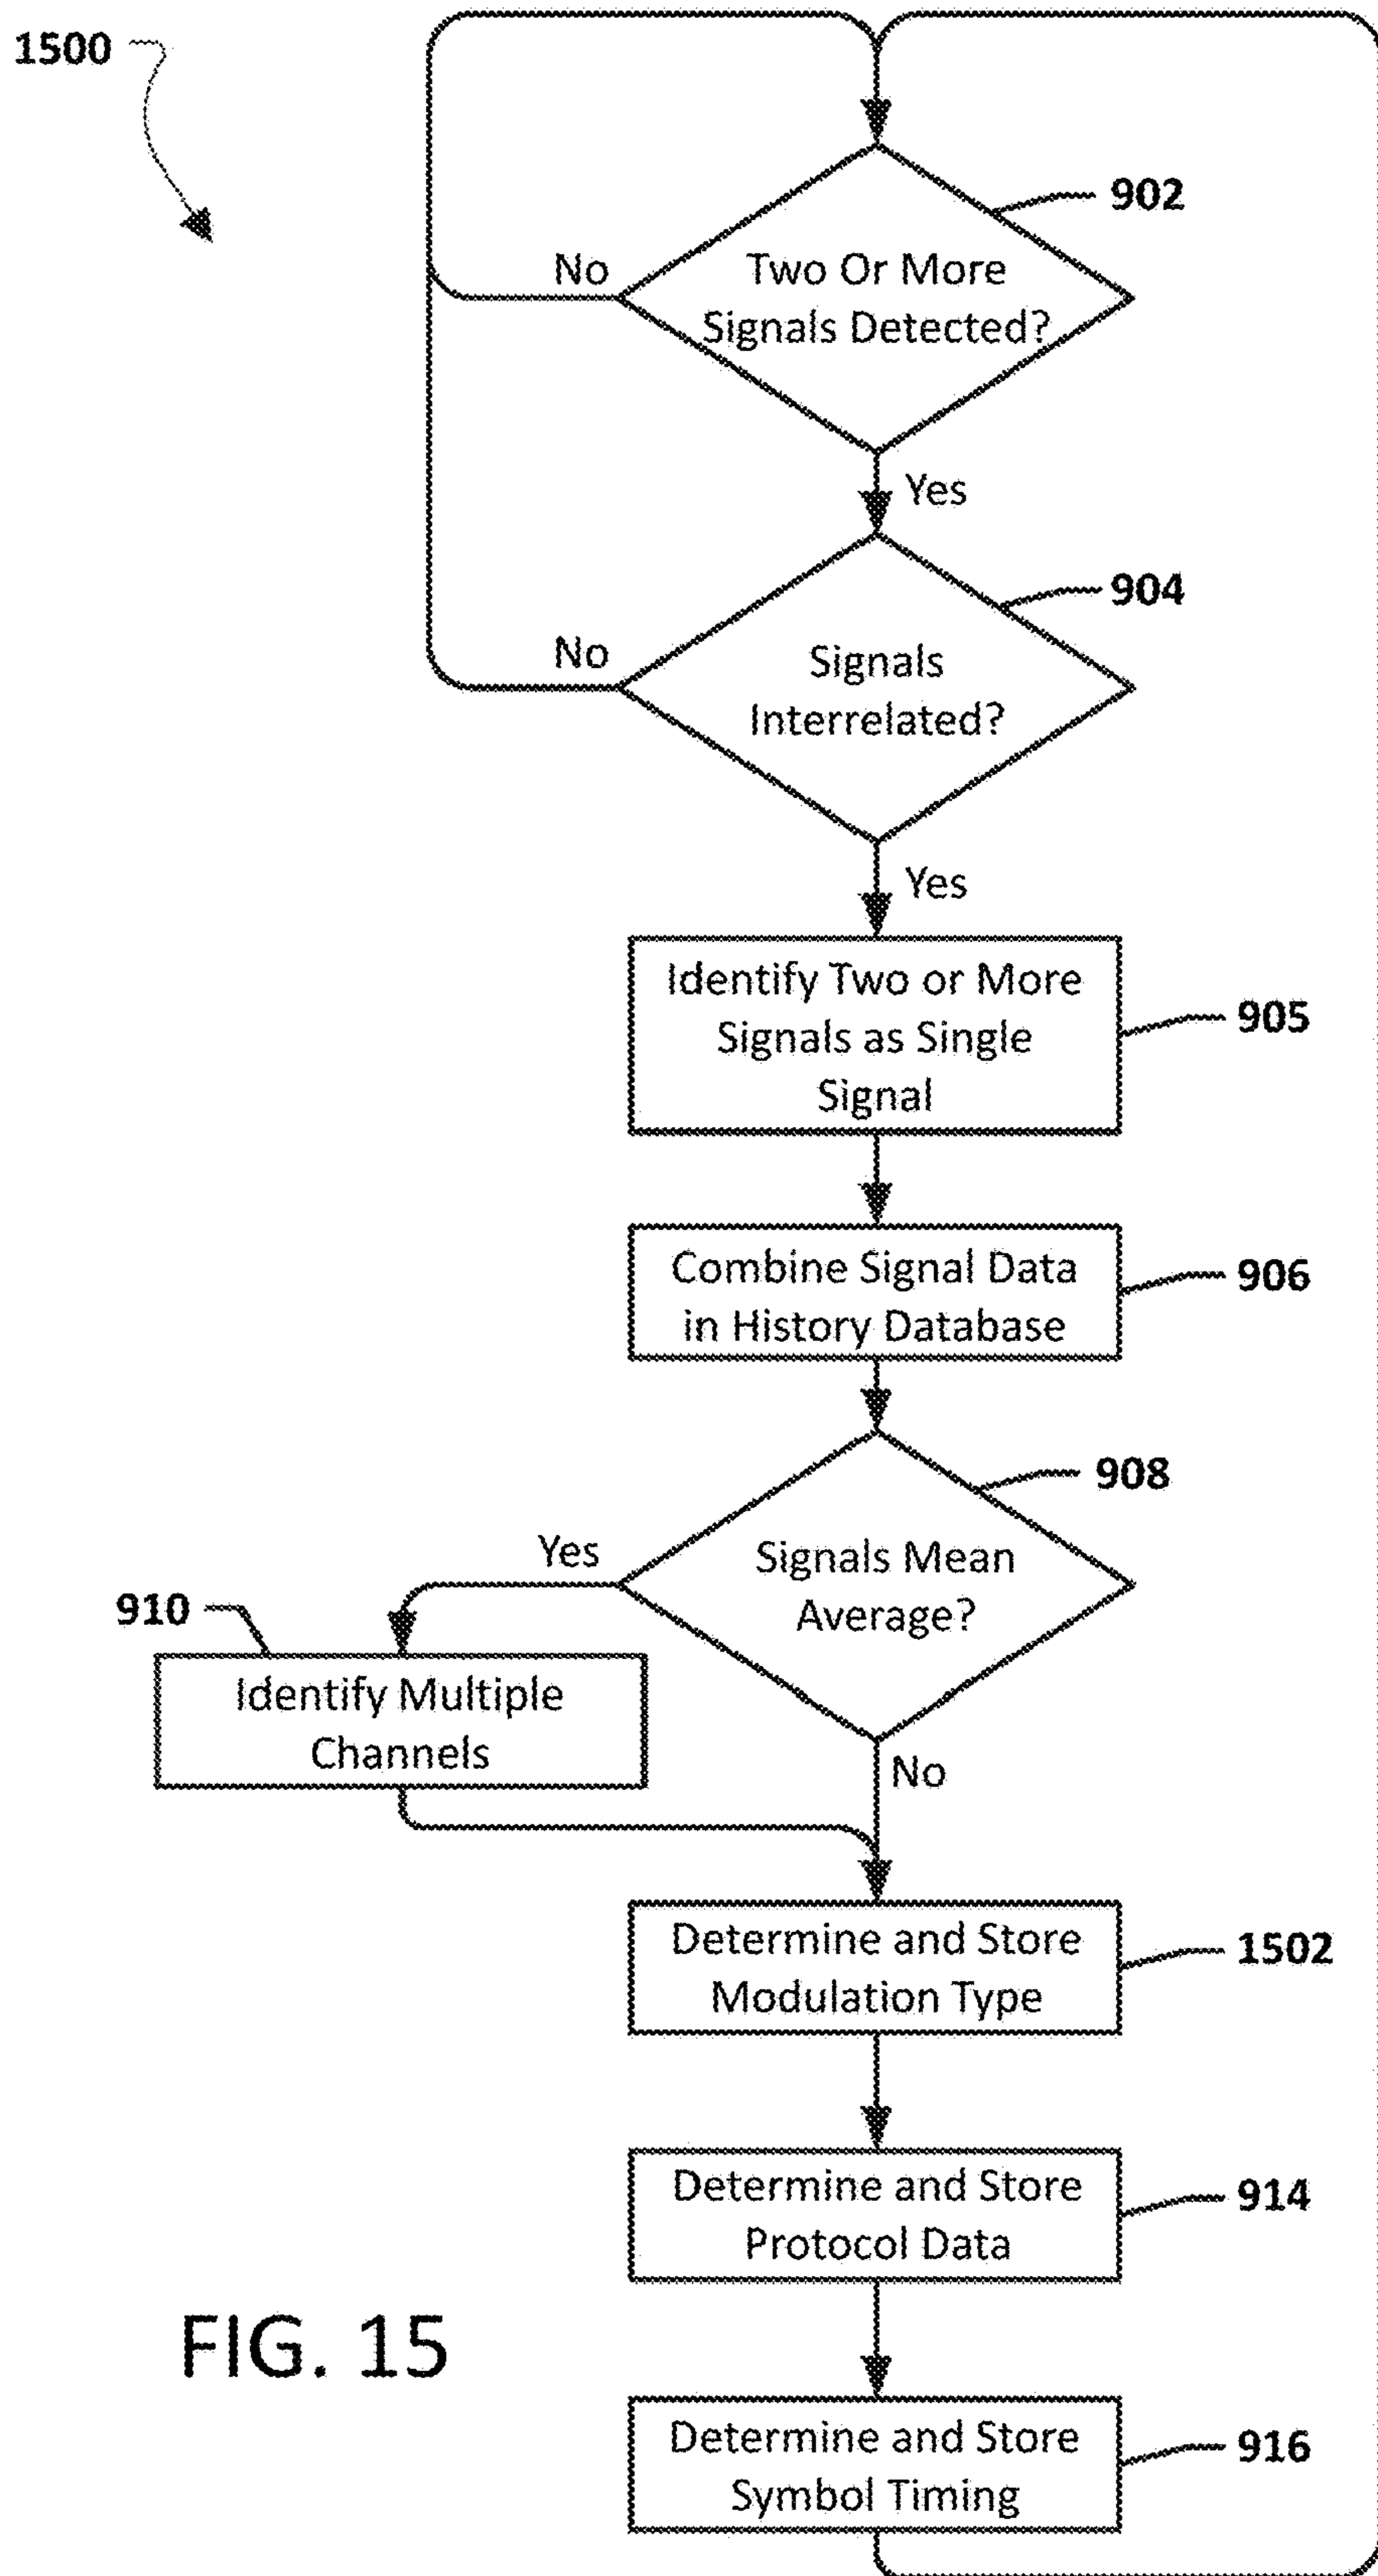 1500
902
No
Two Or More
Signals Detected?
Yes
904
No
Signals
Interrelated?
Yes
Identify Two or More
Signals as Single
Signal
905
Combine Signal Data
in History Database
906
908
Yes
Signals Mean
Average?
910
Identify Multiple
Channels
No
Determine and Store
Modulation Type
1502
Determine and Store
Protocol Data
914
FIG. 15
Determine and Store
Symbol Timing
916